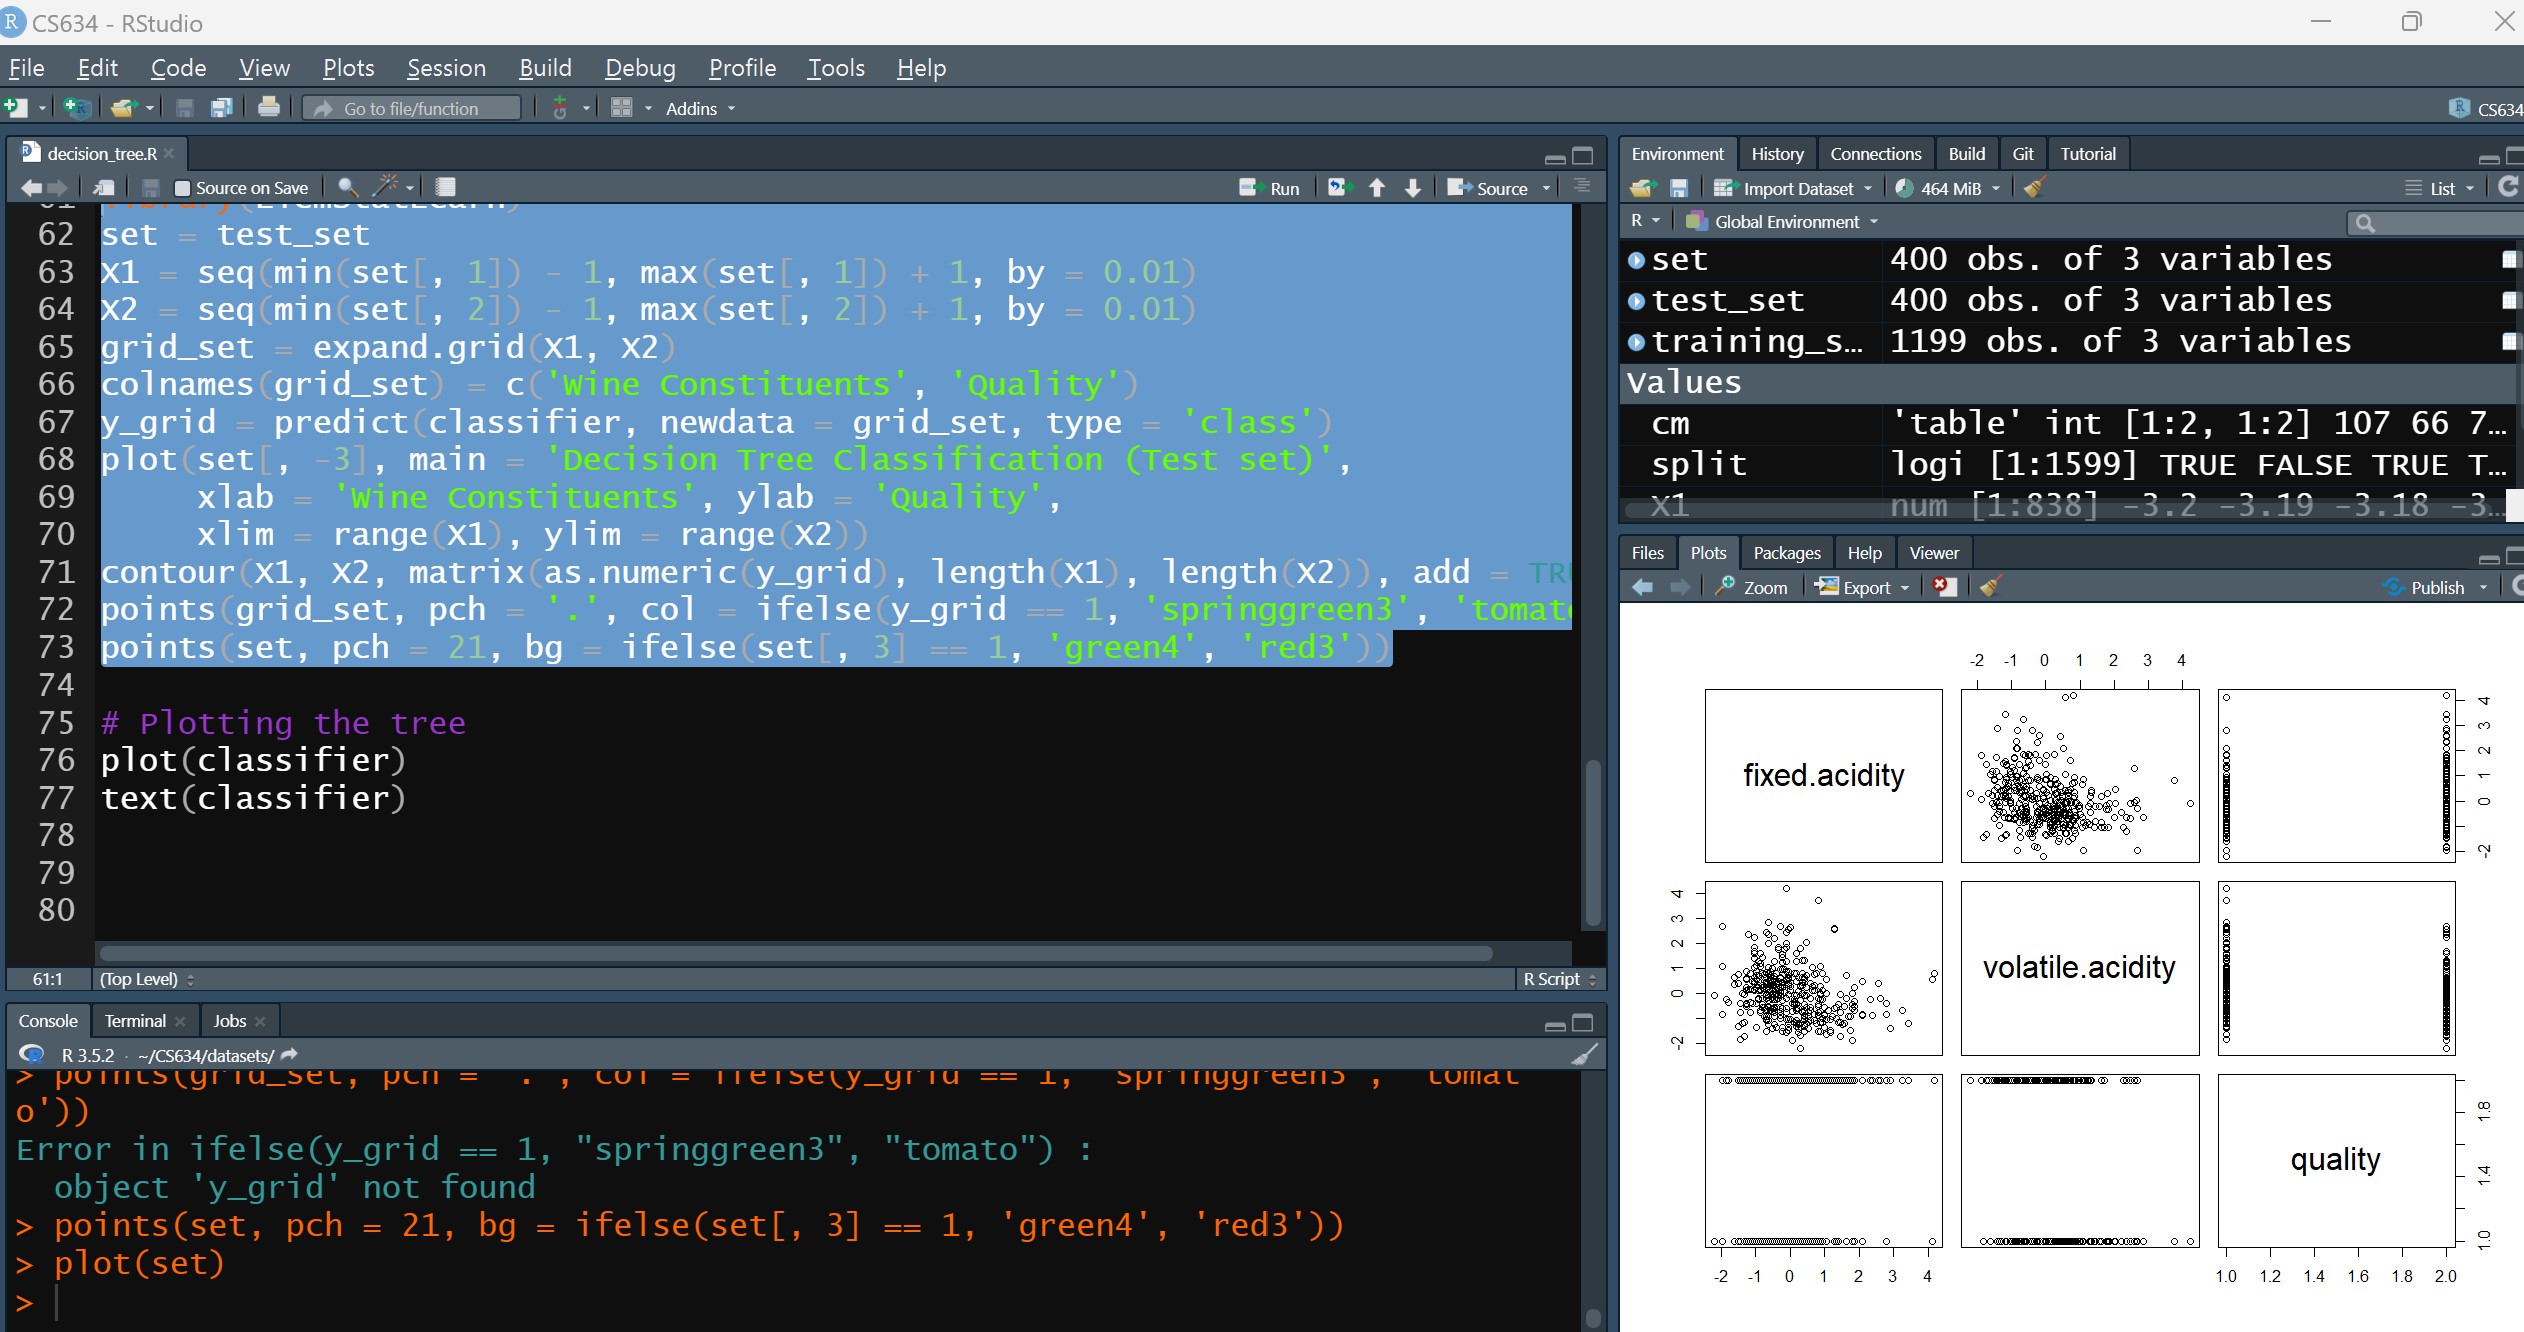 CS634 - RStudio
File Edit Code View Plots Session Build Debug Profile Tools Help
Go to file/function Addins CS634
decision_tree.R
Source on Save Run Source
62 set = test_set
63 X1 = seq(min(set[, 1]) - 1, max(set[, 1]) + 1, by = 0.01)
64 X2 = seq(min(set[, 2]) - 1, max(set[, 2]) + 1, by = 0.01)
65 grid_set = expand.grid(X1, X2)
66 colnames(grid_set) = c('Wine Constituents', 'Quality')
67 y_grid = predict(classifier, newdata = grid_set, type = 'class')
68 plot(set[, -3], main = 'Decision Tree Classification (Test set)',
69 xlab = 'Wine Constituents', ylab = 'Quality',
70 xlim = range(X1), ylim = range(X2))
71 contour(X1, X2, matrix(as.numeric(y_grid), length(X1), length(X2)), add = TR
72 points(grid_set, pch = '.', col = ifelse(y_grid == 1, 'springgreen3', 'tomat
73 points(set, pch = 21, bg = ifelse(set[, 3] == 1, 'green4', 'red3'))
74
75 # Plotting the tree
76 plot(classifier)
77 text(classifier)
78
79
80
61:1 (Top Level) R Script
Console Terminal Jobs
R 3.5.2 · ~/CS634/datasets/
> points(grid_set, pch = '.', col = ifelse(y_grid == 1, 'springgreen3', 'tomat
o'))
Error in ifelse(y_grid == 1, "springgreen3", "tomato") :
object 'y_grid' not found
> points(set, pch = 21, bg = ifelse(set[, 3] == 1, 'green4', 'red3'))
> plot(set)
>
Environment History Connections Build Git Tutorial
Import Dataset 464 MiB List
R Global Environment
set 400 obs. of 3 variables
test_set 400 obs. of 3 variables
training_s… 1199 obs. of 3 variables
Values
cm 'table' int [1:2, 1:2] 107 66 7…
split logi [1:1599] TRUE FALSE TRUE T…
X1 num [1:838] -3.2 -3.19 -3.18 -3…
Files Plots Packages Help Viewer
Zoom Export Publish
-2 -1 0 1 2 3 4
fixed.acidity
-2 0 1 2 3 4
-2 0 1 2 3 4
volatile.acidity
quality
1.0 1.4 1.8
-2 -1 0 1 2 3 4
1.0 1.2 1.4 1.6 1.8 2.0